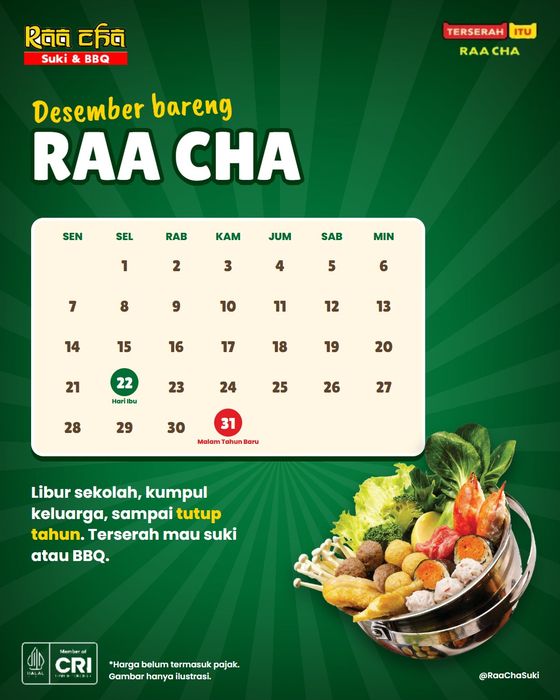 Raa cha
Suki & BBQ
TERSERAH ITU
RAA CHA
Desember bareng
RAA CHA
SEN SEL RAB KAM JUM SAB MIN
1 2 3 4 5 6
7 8 9 10 11 12 13
14 15 16 17 18 19 20
21 22 23 24 25 26 27
Hari Ibu
28 29 30 31
Malam Tahun Baru
Libur sekolah, kumpul
keluarga, sampai tutup
tahun. Terserah mau suki
atau BBQ.
HALAL
Member of
CRI
*Harga belum termasuk pajak.
Gambar hanya ilustrasi.
@RaaChaSuki